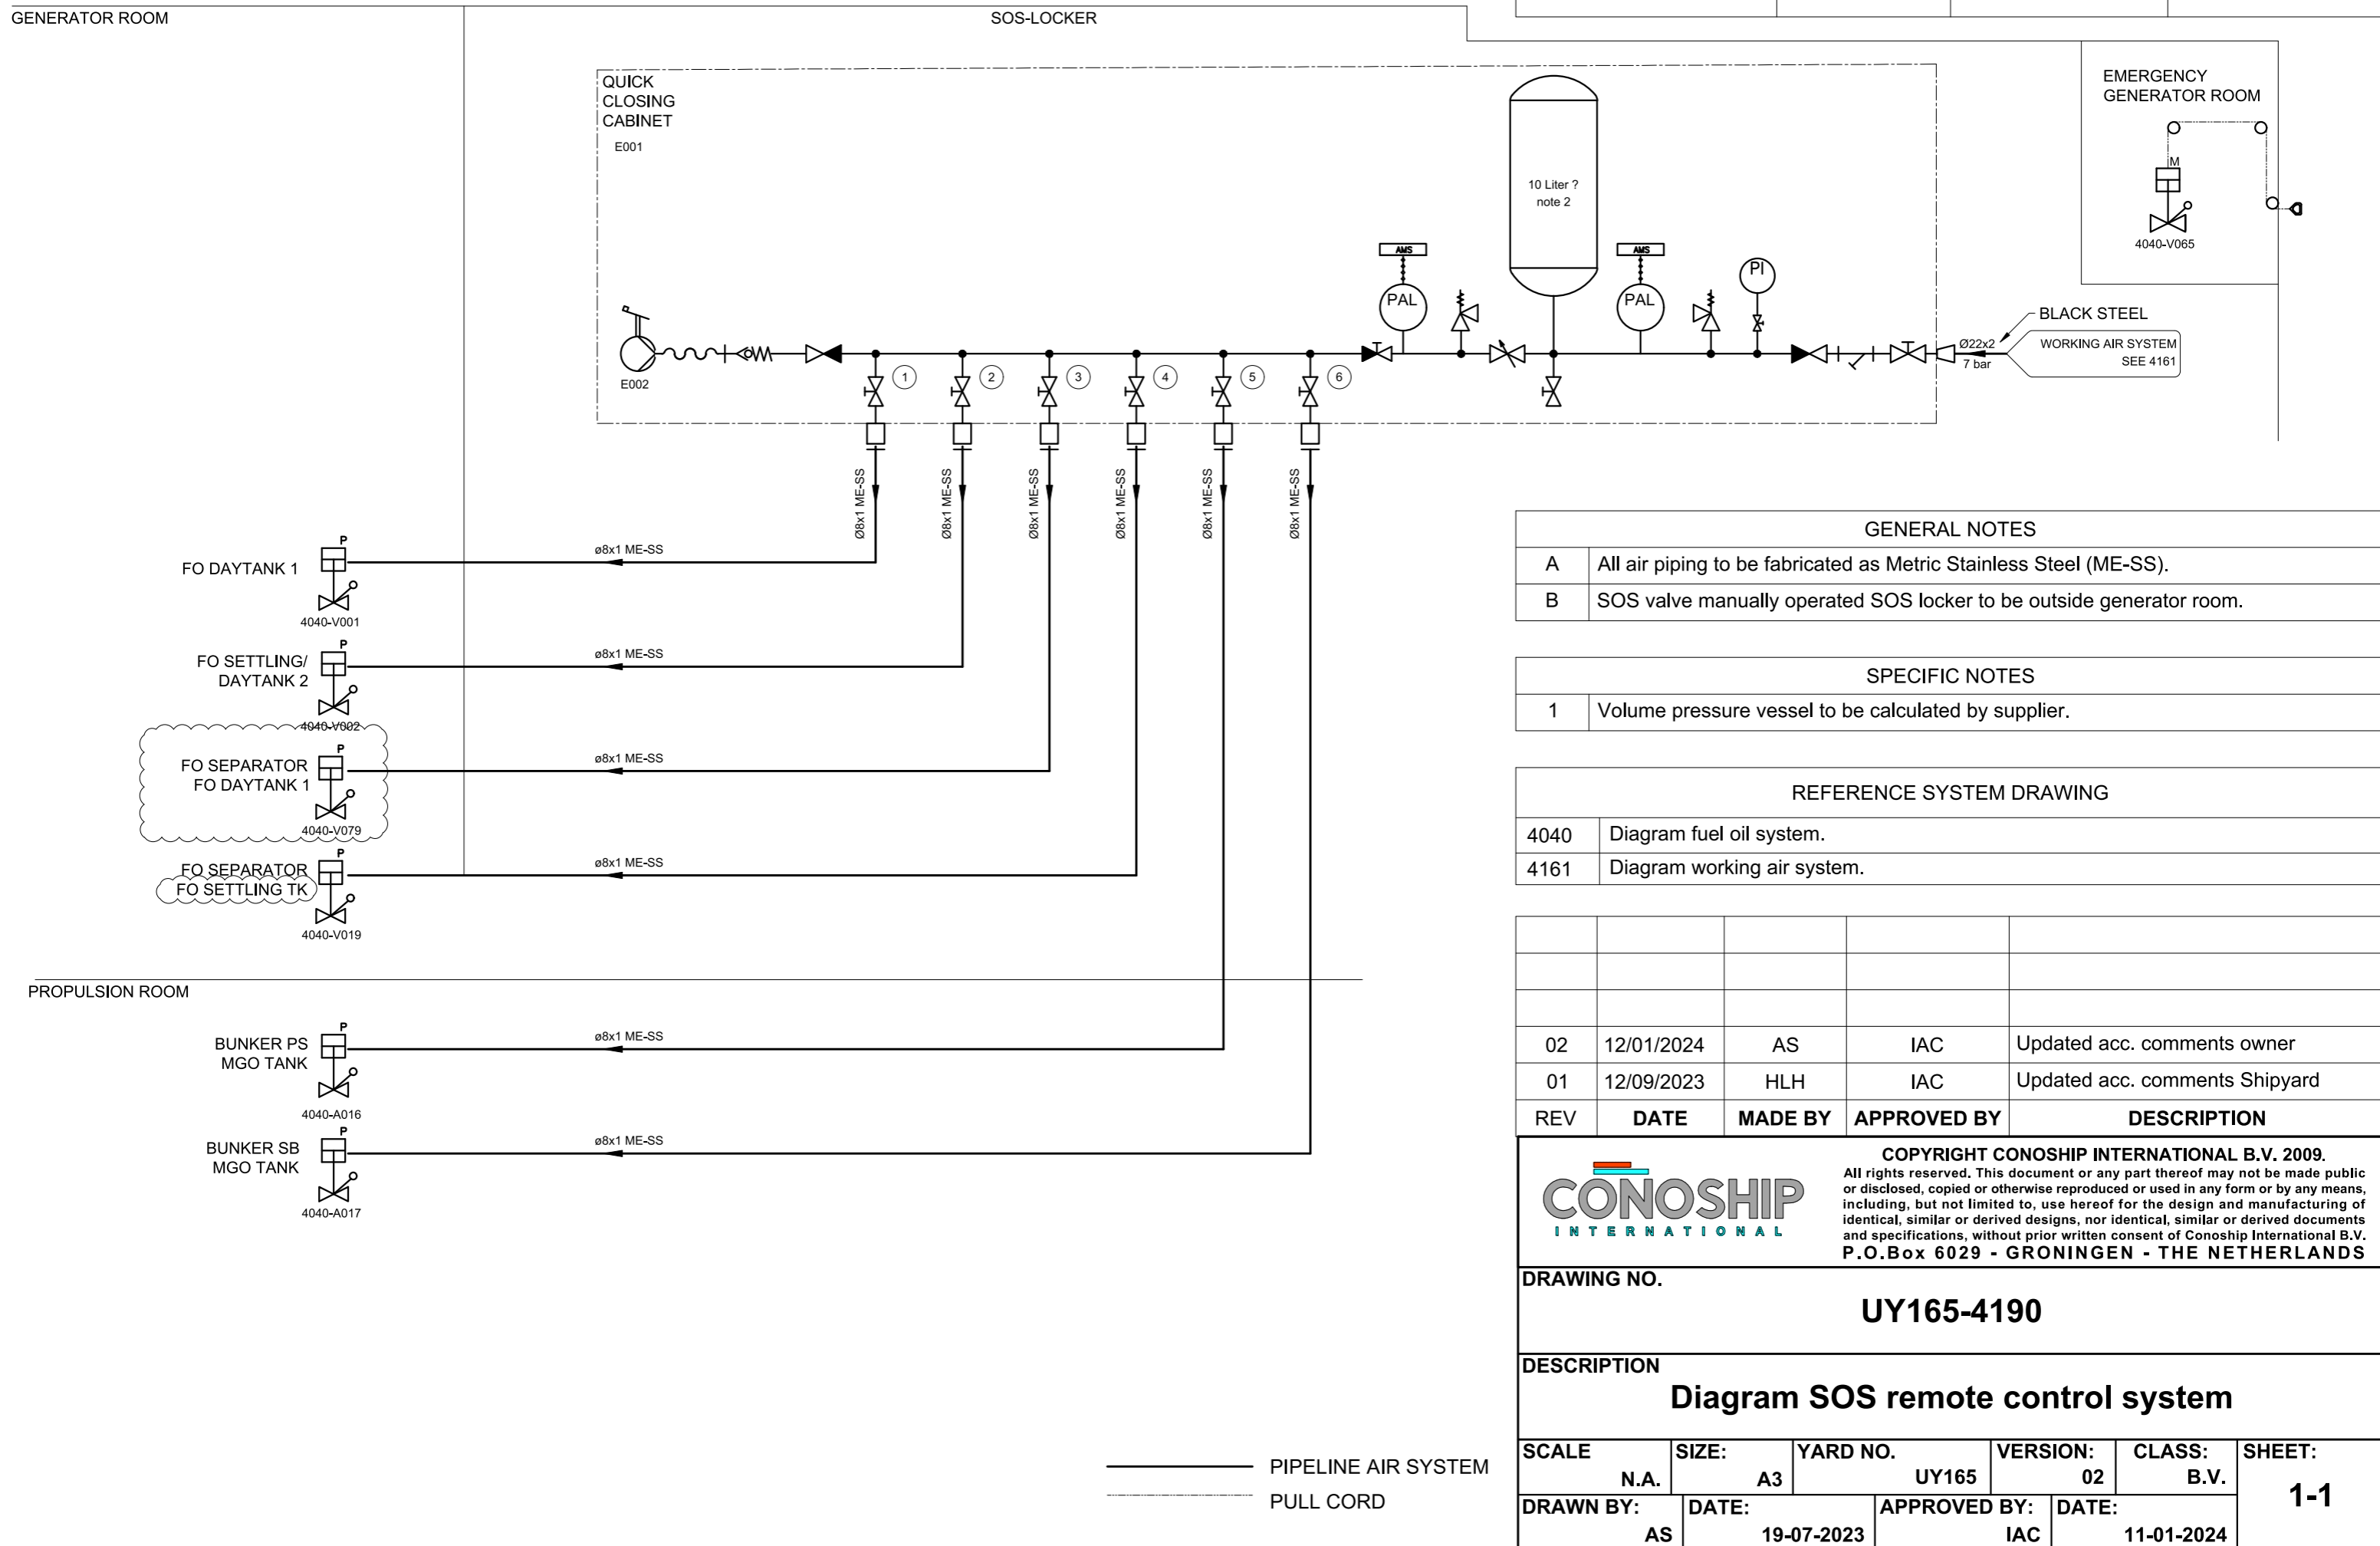 GENERATOR ROOM
SOS-LOCKER
QUICK
CLOSING
CABINET
E001
EMERGENCY
GENERATOR ROOM
M
4040-V065
10 Liter ?
note 2
AMS
PAL
AMS
PAL
PI
BLACK STEEL
Ø22x2
7 bar
WORKING AIR SYSTEM
SEE 4161
E002
1
2
3
4
5
6
Ø8x1 ME-SS
Ø8x1 ME-SS
Ø8x1 ME-SS
Ø8x1 ME-SS
Ø8x1 ME-SS
Ø8x1 ME-SS
P
FO DAYTANK 1
4040-V001
ø8x1 ME-SS
P
FO SETTLING/
DAYTANK 2
4040-V002
ø8x1 ME-SS
P
FO SEPARATOR
FO DAYTANK 1
4040-V079
ø8x1 ME-SS
P
FO SEPARATOR
FO SETTLING TK
4040-V019
ø8x1 ME-SS
PROPULSION ROOM
P
BUNKER PS
MGO TANK
4040-A016
ø8x1 ME-SS
P
BUNKER SB
MGO TANK
4040-A017
ø8x1 ME-SS
PIPELINE AIR SYSTEM
PULL CORD
GENERAL NOTES
A All air piping to be fabricated as Metric Stainless Steel (ME-SS).
B SOS valve manually operated SOS locker to be outside generator room.
SPECIFIC NOTES
1 Volume pressure vessel to be calculated by supplier.
REFERENCE SYSTEM DRAWING
4040 Diagram fuel oil system.
4161 Diagram working air system.
02 12/01/2024 AS IAC Updated acc. comments owner
01 12/09/2023 HLH IAC Updated acc. comments Shipyard
REV DATE MADE BY APPROVED BY DESCRIPTION
CONOSHIP
INTERNATIONAL
COPYRIGHT CONOSHIP INTERNATIONAL B.V. 2009.
All rights reserved. This document or any part thereof may not be made public
or disclosed, copied or otherwise reproduced or used in any form or by any means,
including, but not limited to, use hereof for the design and manufacturing of
identical, similar or derived designs, nor identical, similar or derived documents
and specifications, without prior written consent of Conoship International B.V.
P.O.Box 6029 - GRONINGEN - THE NETHERLANDS
DRAWING NO.
UY165-4190
DESCRIPTION
Diagram SOS remote control system
SCALE SIZE: YARD NO. VERSION: CLASS: SHEET:
N.A. A3 UY165 02 B.V. 1-1
DRAWN BY: DATE: APPROVED BY: DATE:
AS 19-07-2023 IAC 11-01-2024